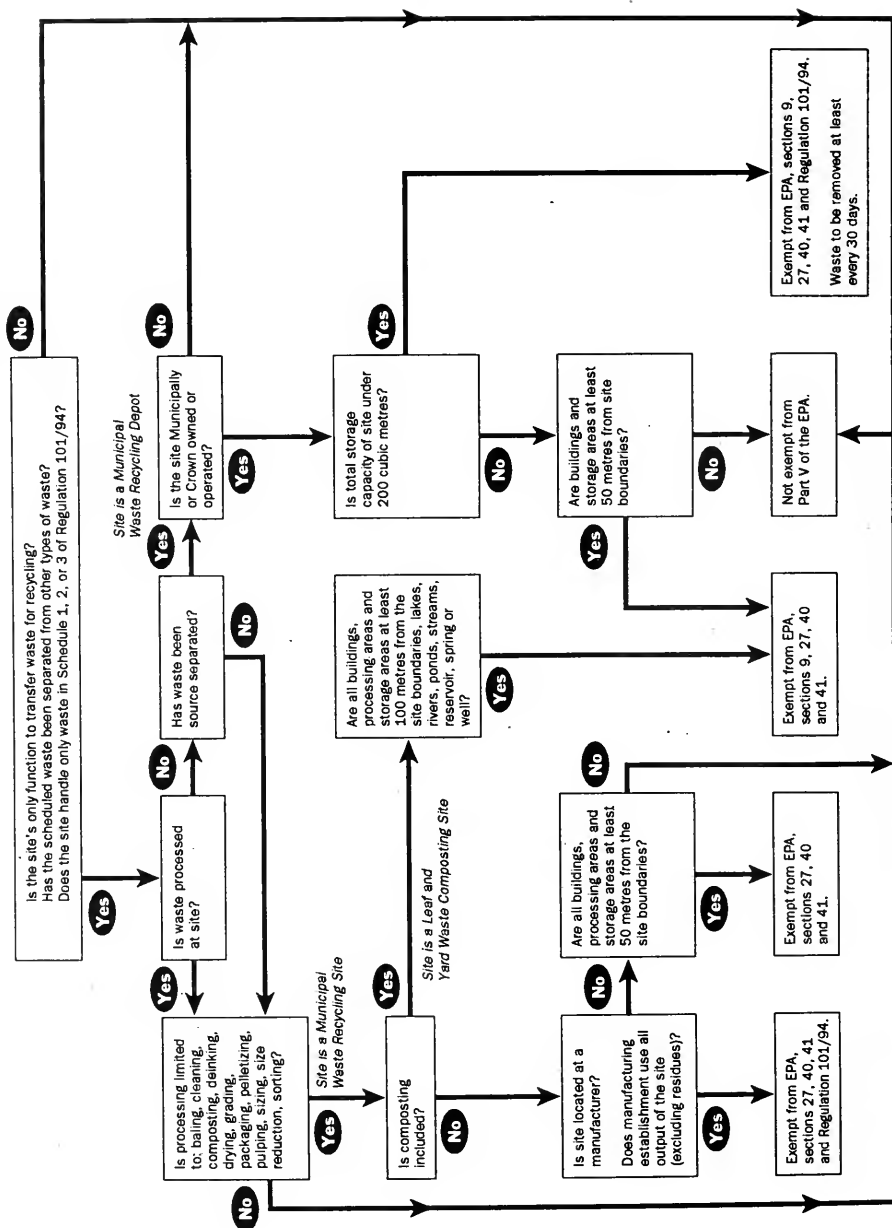 Is the site's only function to transfer waste for recycling?
Has the scheduled waste been separated from other types of waste?
Does the site handle only waste in Schedule 1, 2, or 3 of Regulation 101/94?
No
Yes
Is waste processed
at site?
Yes
No
Has waste been
source separated?
Yes
No
Site is a Municipal
Waste Recycling Depot
Is the site Municipally
or Crown owned or
operated?
No
Yes
Is processing limited
to: baling, cleaning,
composting, deinking,
drying, grading,
packaging, pelletizing,
pulping, sizing, size
reduction, sorting?
No
Yes
Site is a Municipal
Waste Recycling Site
Is composting
included?
Yes
No
Site is a Leaf and
Yard Waste Composting Site
Are all buildings,
processing areas and
storage areas at least
100 metres from the
site boundaries, lakes,
rivers, ponds, streams,
reservoir, spring or
well?
Yes
Is total storage
capacity of site under
200 cubic metres?
Yes
No
Is site located at a
manufacturer?
Does manufacturing
establishment use all
output of the site
(excluding residues)?
No
Yes
Are all buildings,
processing areas and
storage areas at least
50 metres from the
site boundaries?
No
Yes
Are buildings and
storage areas at least
50 metres from site
boundaries?
Yes
No
Exempt from EPA,
sections 27, 40, 41
and Regulation 101/94.
Exempt from EPA,
sections 27, 40
and 41.
Exempt from EPA,
sections 9, 27, 40
and 41.
Not exempt from
Part V of the EPA.
Exempt from EPA, sections 9,
27, 40, 41 and Regulation 101/94.
Waste to be removed at least
every 30 days.